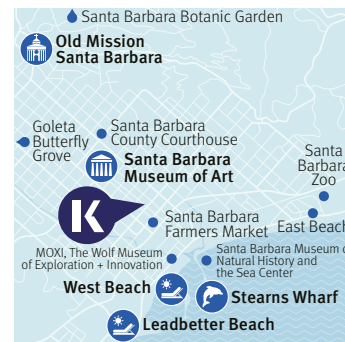 Santa Barbara Botanic Garden
Old Mission
Santa Barbara
Goleta
Butterfly
Grove
Santa Barbara
County Courthouse
Santa Barbara
Museum of Art
Santa
Barbara
Zoo
K
Santa Barbara
Farmers Market
East Beach
MOXI, The Wolf Museum
of Exploration + Innovation
Santa Barbara Museum o
Natural History and
the Sea Center
West Beach
Stearns Wharf
Leadbetter Beach